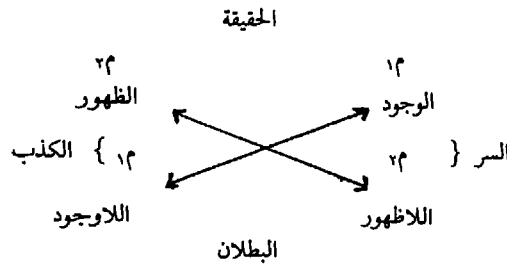 الحقيقة
م١ م٢
الوجود الظهور
السر { م٢ م١ } الكذب
اللاظهور اللاوجود
البطلان